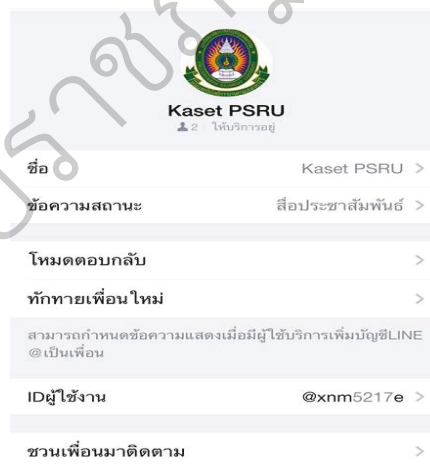 Kaset PSRU
2 ให้บริการอยู่
ชื่อ Kaset PSRU >
ข้อความสถานะ สื่อประชาสัมพันธ์ >
โหมดตอบกลับ >
ทักทายเพื่อนใหม่ >
สามารถกำหนดข้อความแสดงเมื่อมีผู้ใช้บริการเพิ่มบัญชีLINE
@เป็นเพื่อน
IDผู้ใช้งาน @xnm5217e >
ชวนเพื่อนมาติดตาม >